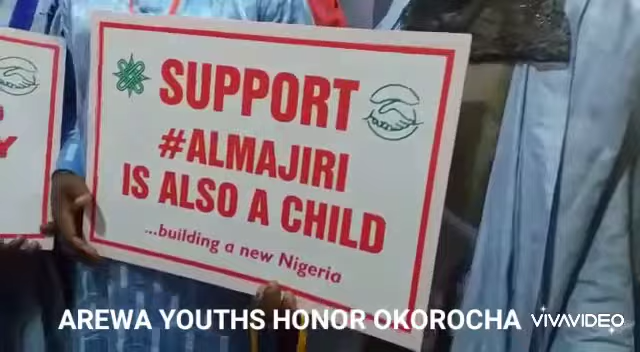 SUPPORT
#ALMAJIRI
IS ALSO A CHILD
...building a new Nigeria
AREWA YOUTHS HONOR OKOROCHA
VIVAVIDEO